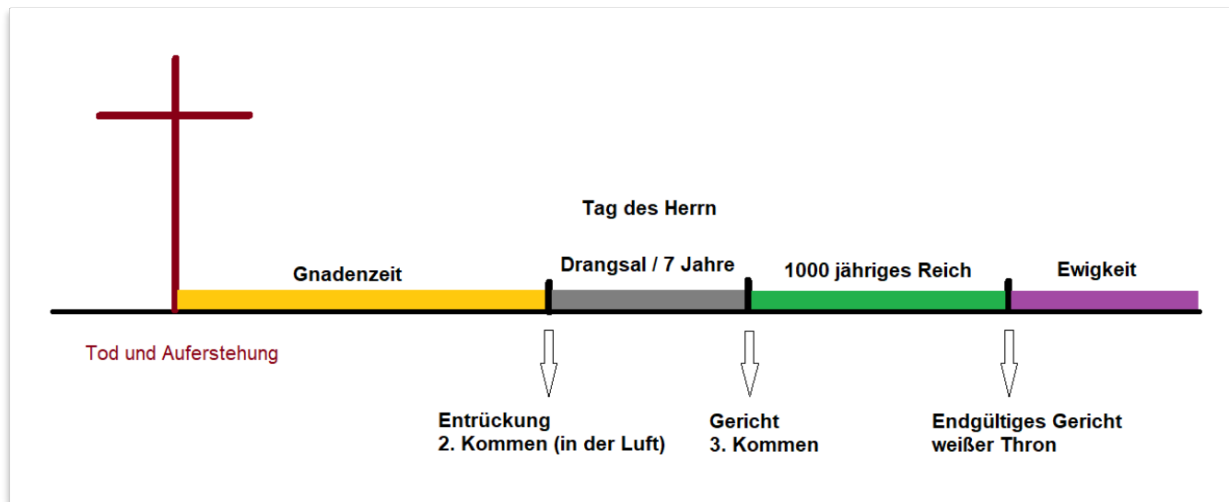 Tag des Herrn
Gnadenzeit
Drangsal / 7 Jahre
1000 jähriges Reich
Ewigkeit
Tod und Auferstehung
Entrückung
2. Kommen (in der Luft)
Gericht
3. Kommen
Endgültiges Gericht
weißer Thron